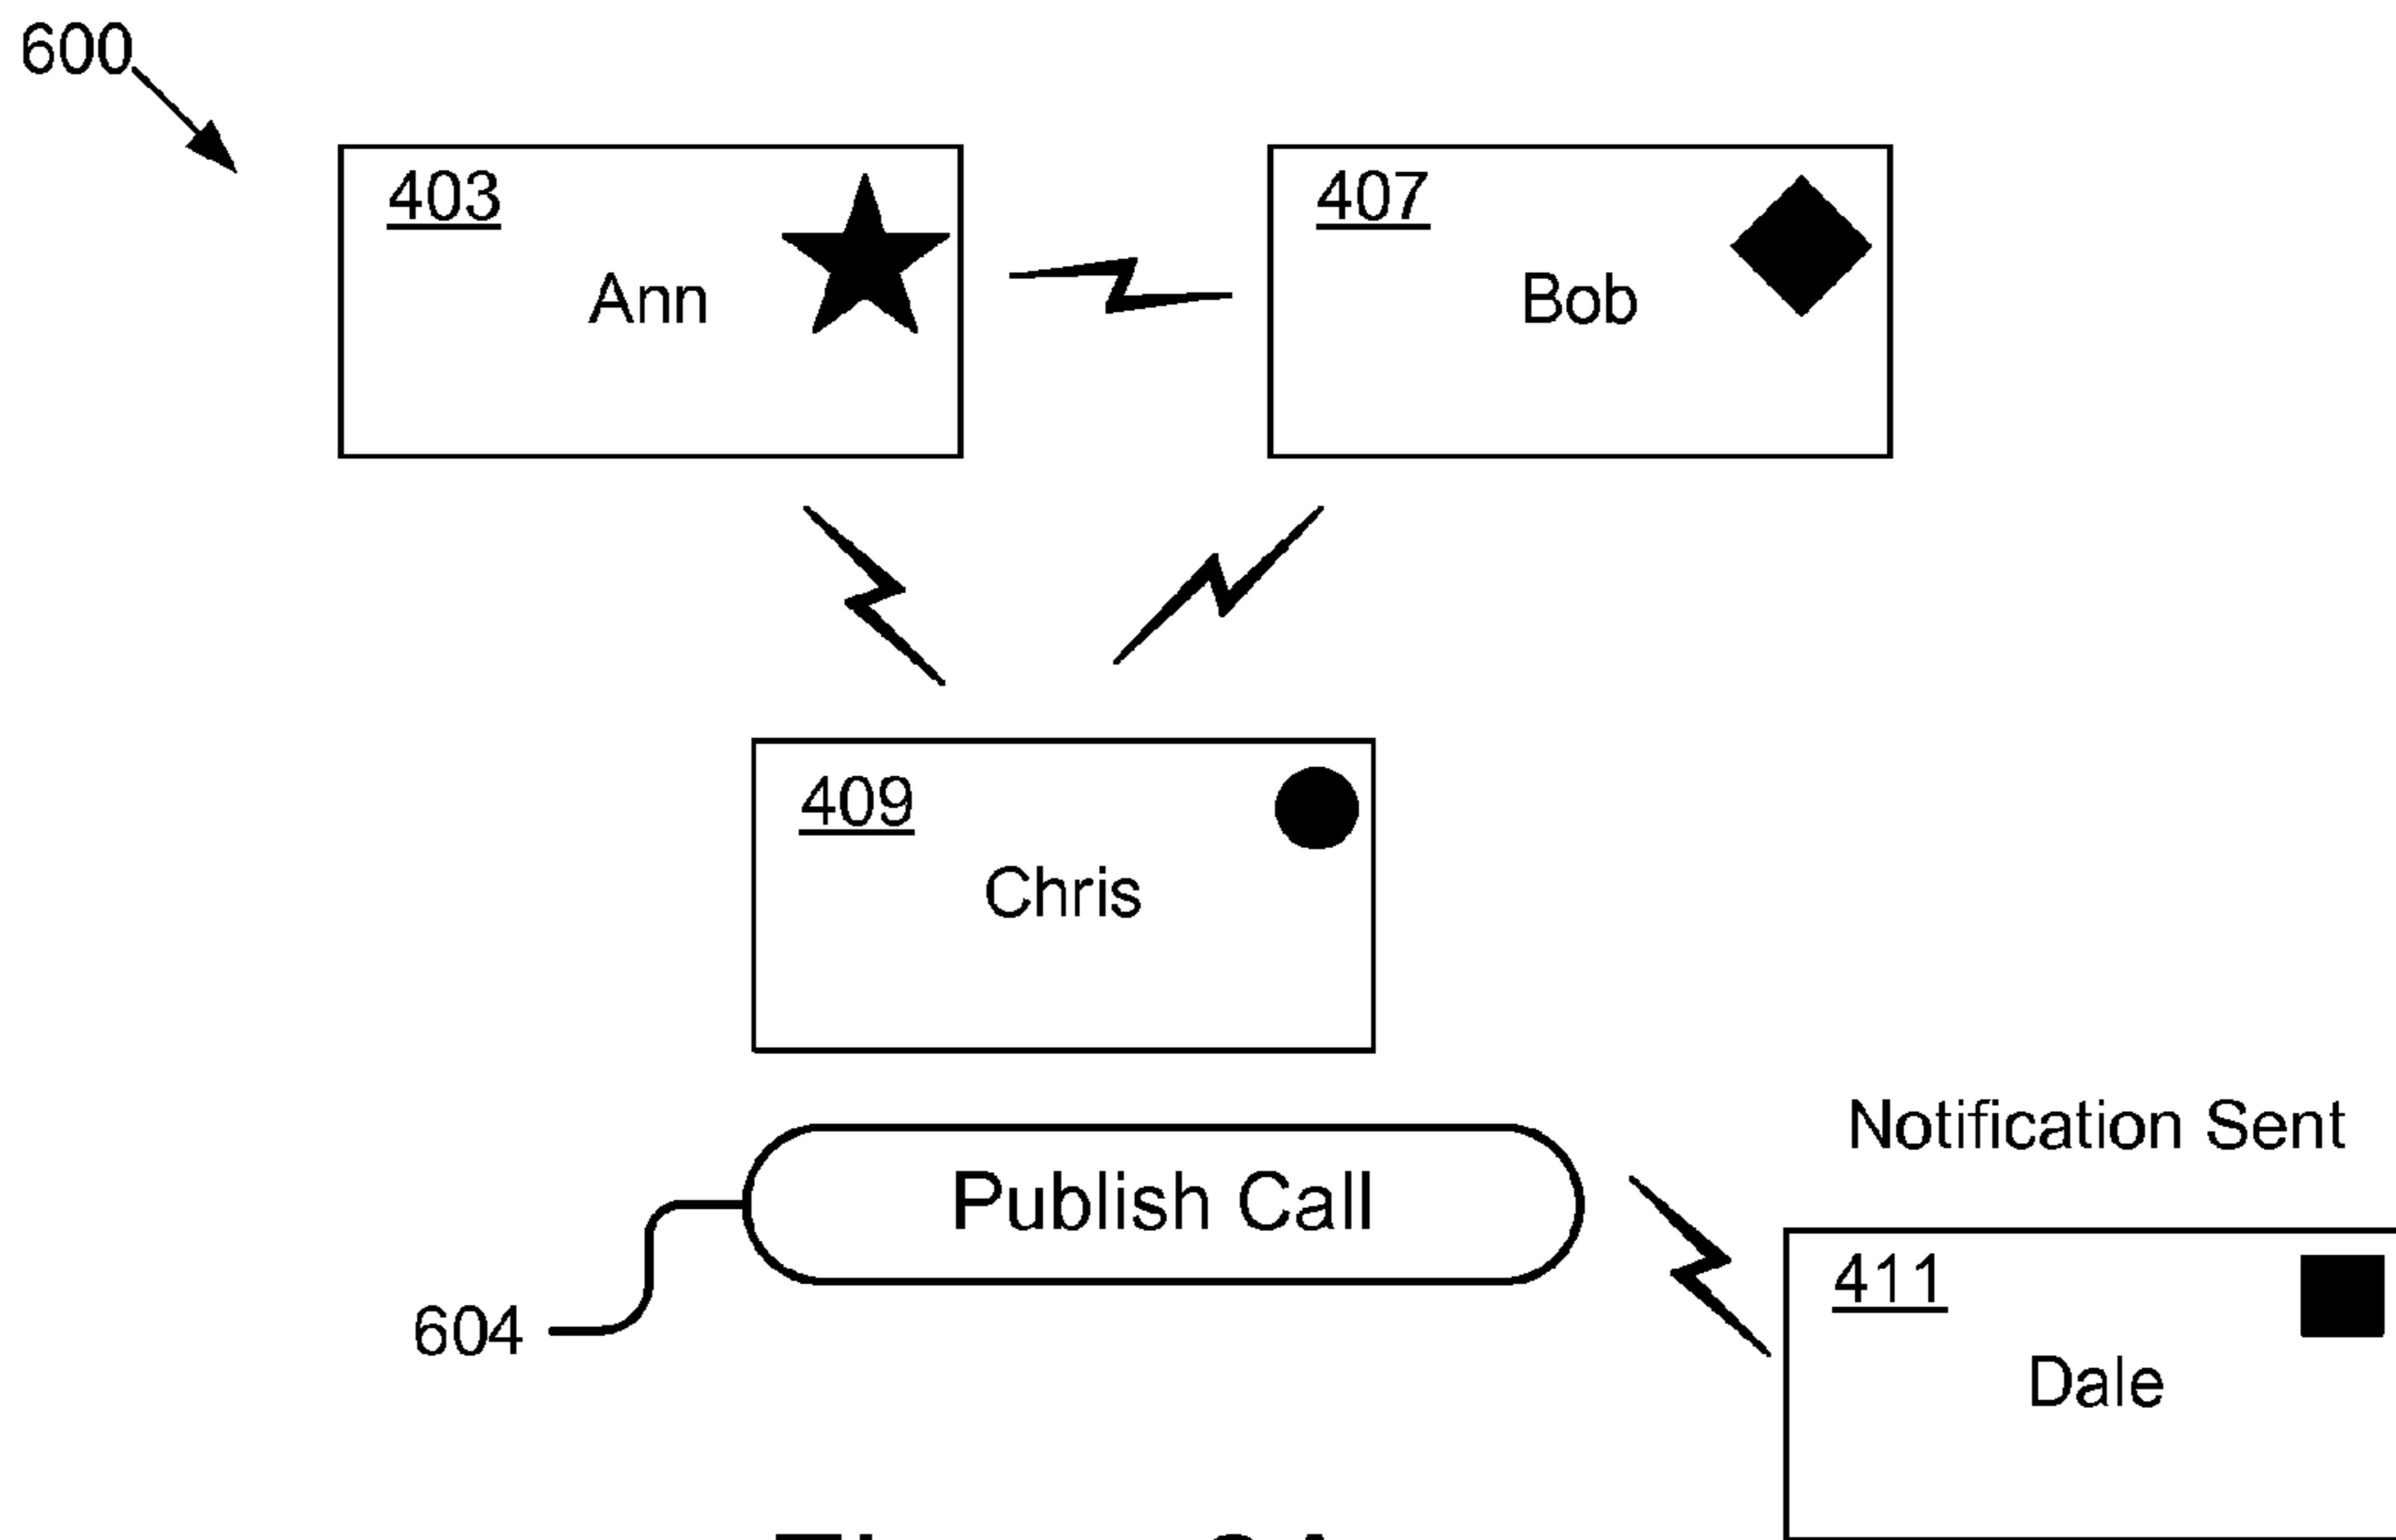 600
403
Ann
407
Bob
409
Chris
Publish Call
604
Notification Sent
411
Dale